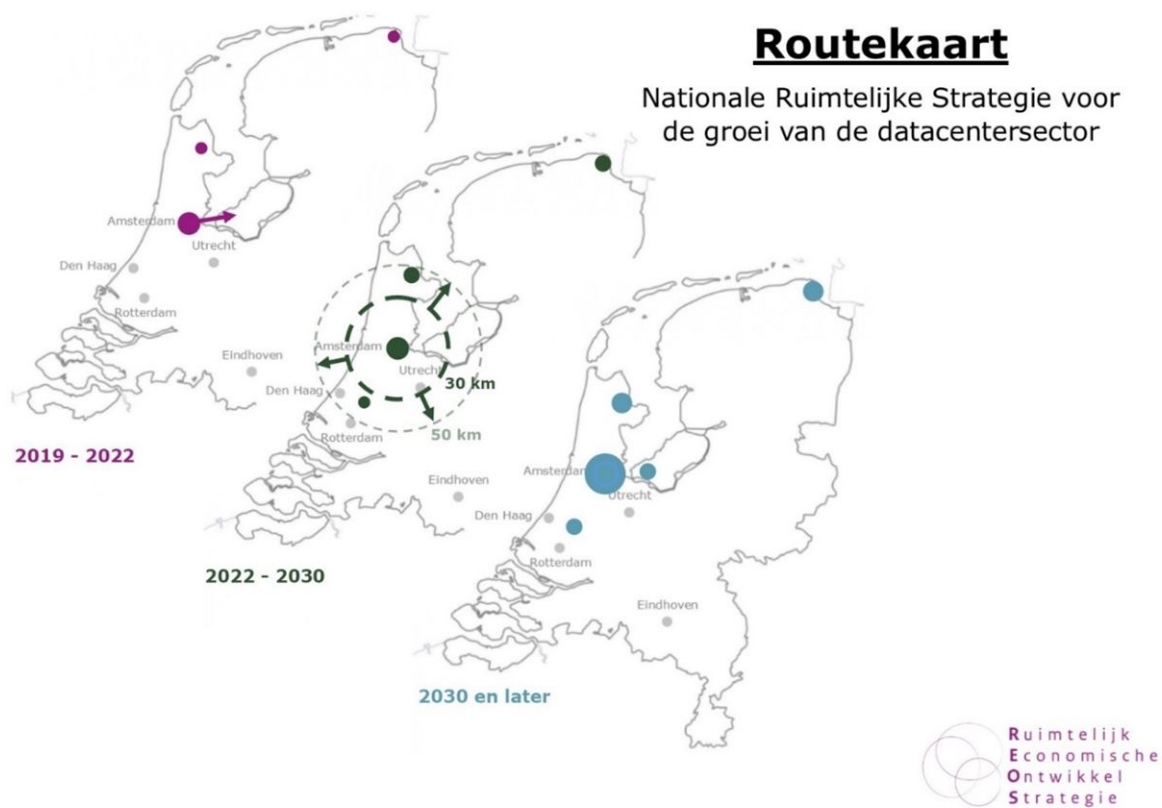 Routekaart
Nationale Ruimtelijke Strategie voor
de groei van de datacentersector
Amsterdam
Utrecht
Den Haag
Rotterdam
Eindhoven
2019 - 2022
Amsterdam
Utrecht
30 km
Den Haag
50 km
Rotterdam
Eindhoven
2022 - 2030
Amsterdam
Utrecht
Den Haag
Rotterdam
Eindhoven
2030 en later
Ruimtelijk
Economische
Ontwikkel
Strategie